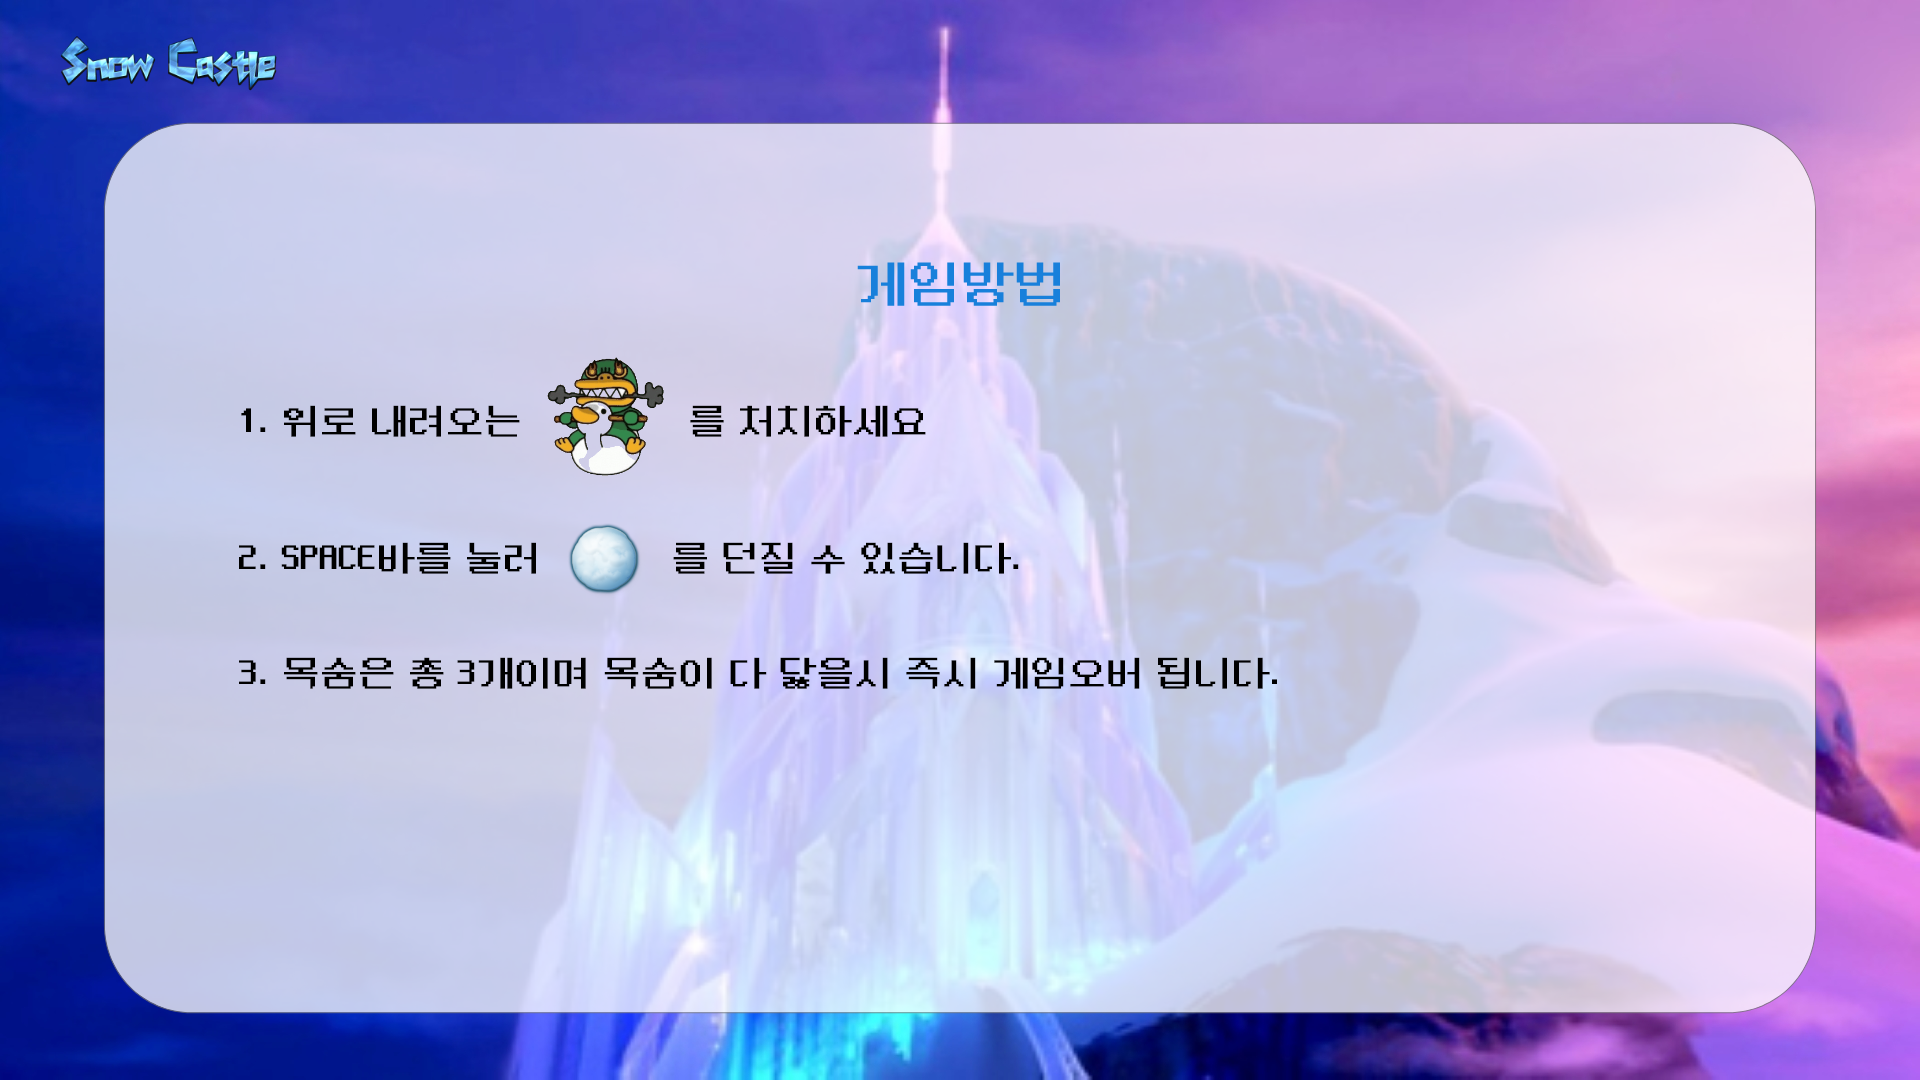 Snow Castle
게임방법
1. 위로 내려오는 를 처치하세요
2. SPACE바를 눌러 를 던질 수 있습니다.
3. 목숨은 총 3개이며 목숨이 다 닳을시 즉시 게임오버 됩니다.